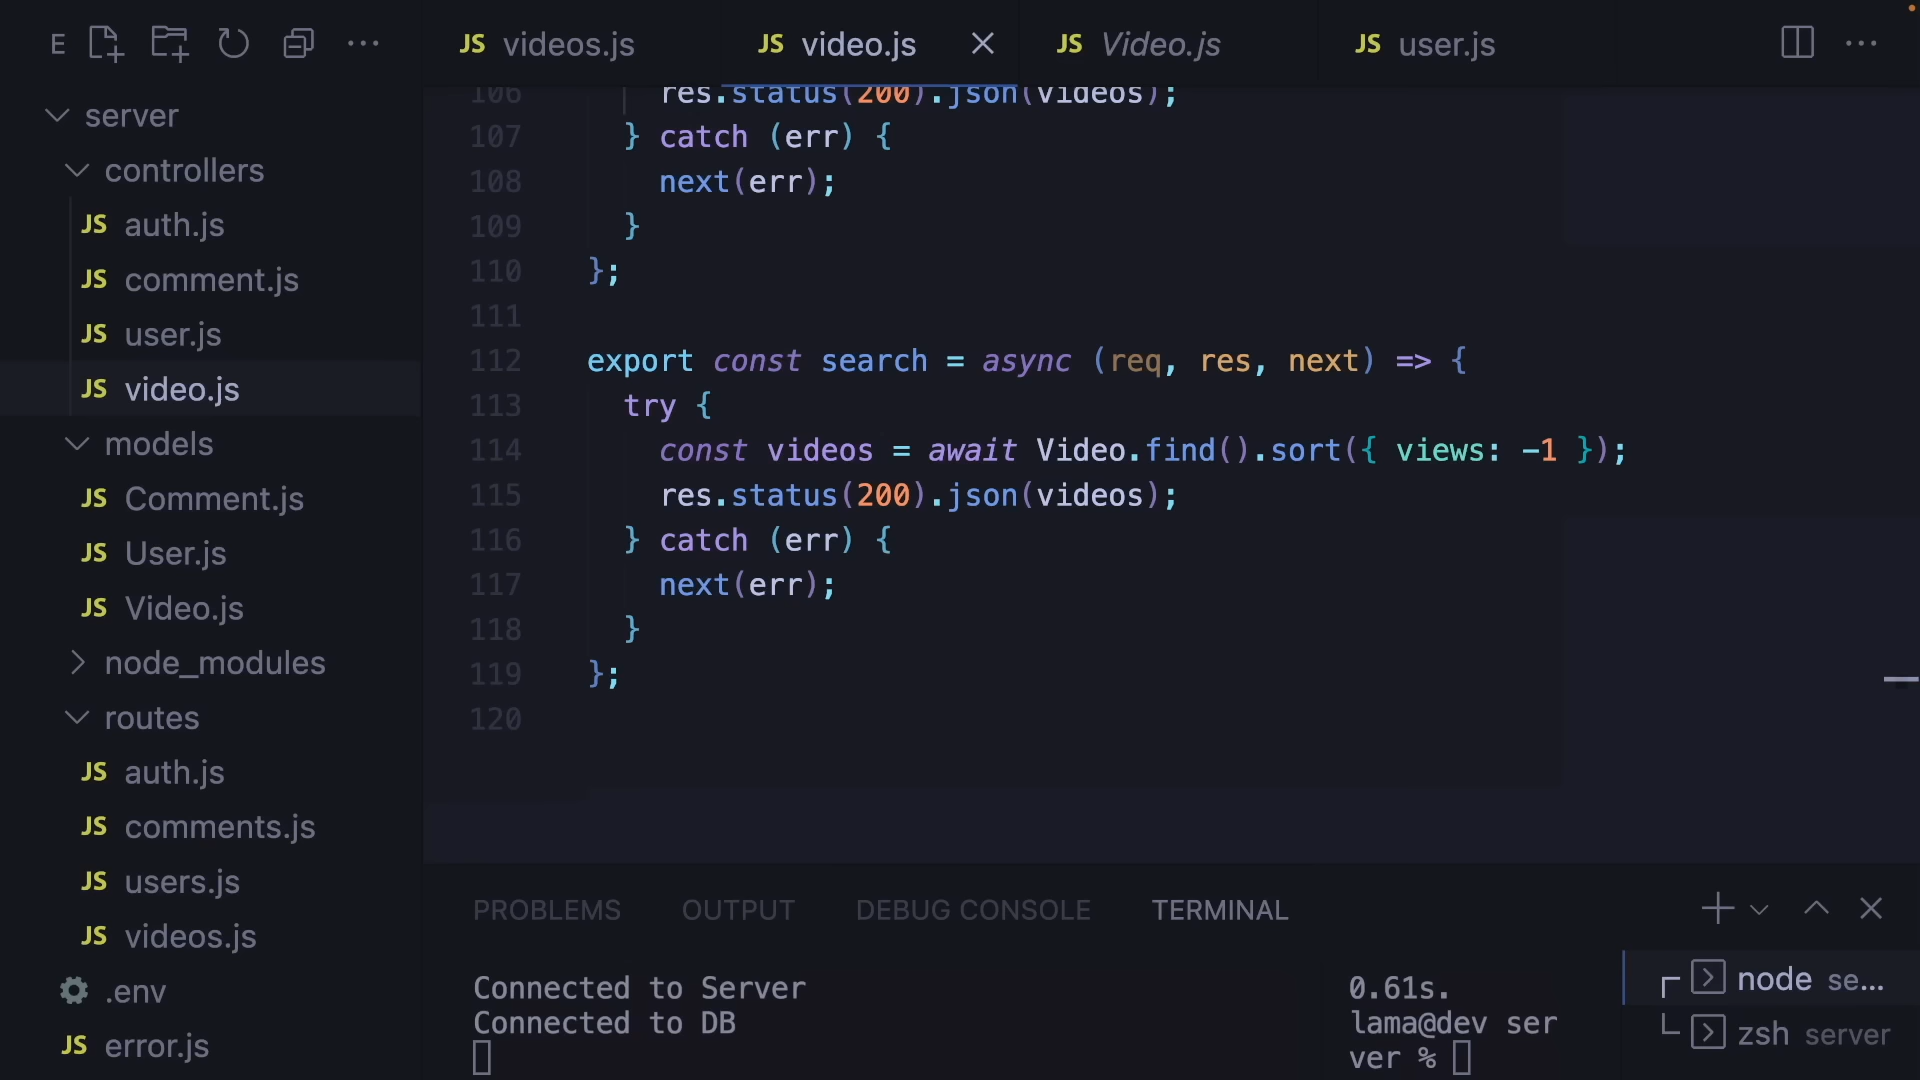 E
JS videos.js
JS video.js
JS Video.js
JS user.js
server
controllers
JS auth.js
JS comment.js
JS user.js
JS video.js
models
JS Comment.js
JS User.js
JS Video.js
node_modules
routes
JS auth.js
JS comments.js
JS users.js
JS videos.js
.env
JS error.js
106 res.status(200).json(videos);
107 } catch (err) {
108 next(err);
109 }
110 };
111
112 export const search = async (req, res, next) => {
113 try {
114 const videos = await Video.find().sort({ views: -1 });
115 res.status(200).json(videos);
116 } catch (err) {
117 next(err);
118 }
119 };
120
PROBLEMS OUTPUT DEBUG CONSOLE TERMINAL
Connected to Server
Connected to DB
0.61s.
lama@dev ser
ver %
node se...
zsh server